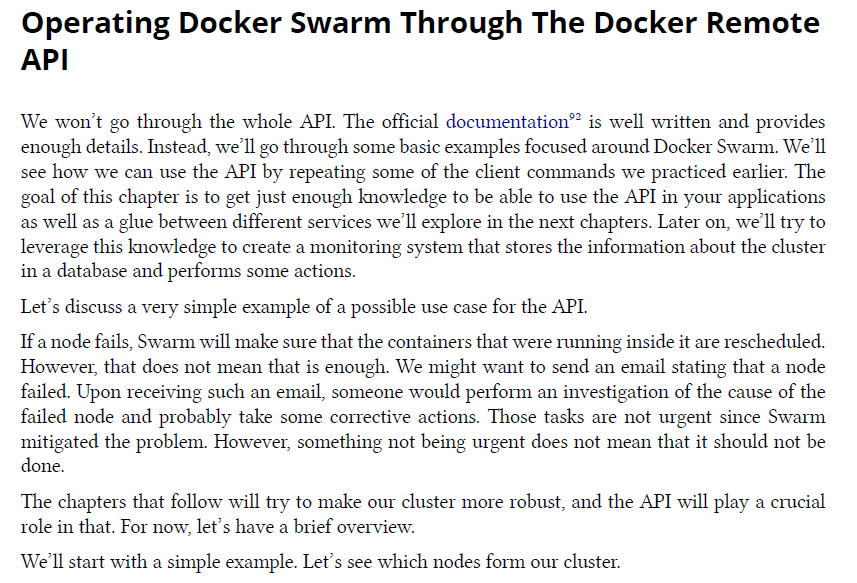 Operating Docker Swarm Through The Docker Remote
API
We won’t go through the whole API. The official documentation⁹² is well written and provides
enough details. Instead, we’ll go through some basic examples focused around Docker Swarm. We’ll
see how we can use the API by repeating some of the client commands we practiced earlier. The
goal of this chapter is to get just enough knowledge to be able to use the API in your applications
as well as a glue between different services we’ll explore in the next chapters. Later on, we’ll try to
leverage this knowledge to create a monitoring system that stores the information about the cluster
in a database and performs some actions.
Let’s discuss a very simple example of a possible use case for the API.
If a node fails, Swarm will make sure that the containers that were running inside it are rescheduled.
However, that does not mean that is enough. We might want to send an email stating that a node
failed. Upon receiving such an email, someone would perform an investigation of the cause of the
failed node and probably take some corrective actions. Those tasks are not urgent since Swarm
mitigated the problem. However, something not being urgent does not mean that it should not be
done.
The chapters that follow will try to make our cluster more robust, and the API will play a crucial
role in that. For now, let’s have a brief overview.
We’ll start with a simple example. Let’s see which nodes form our cluster.